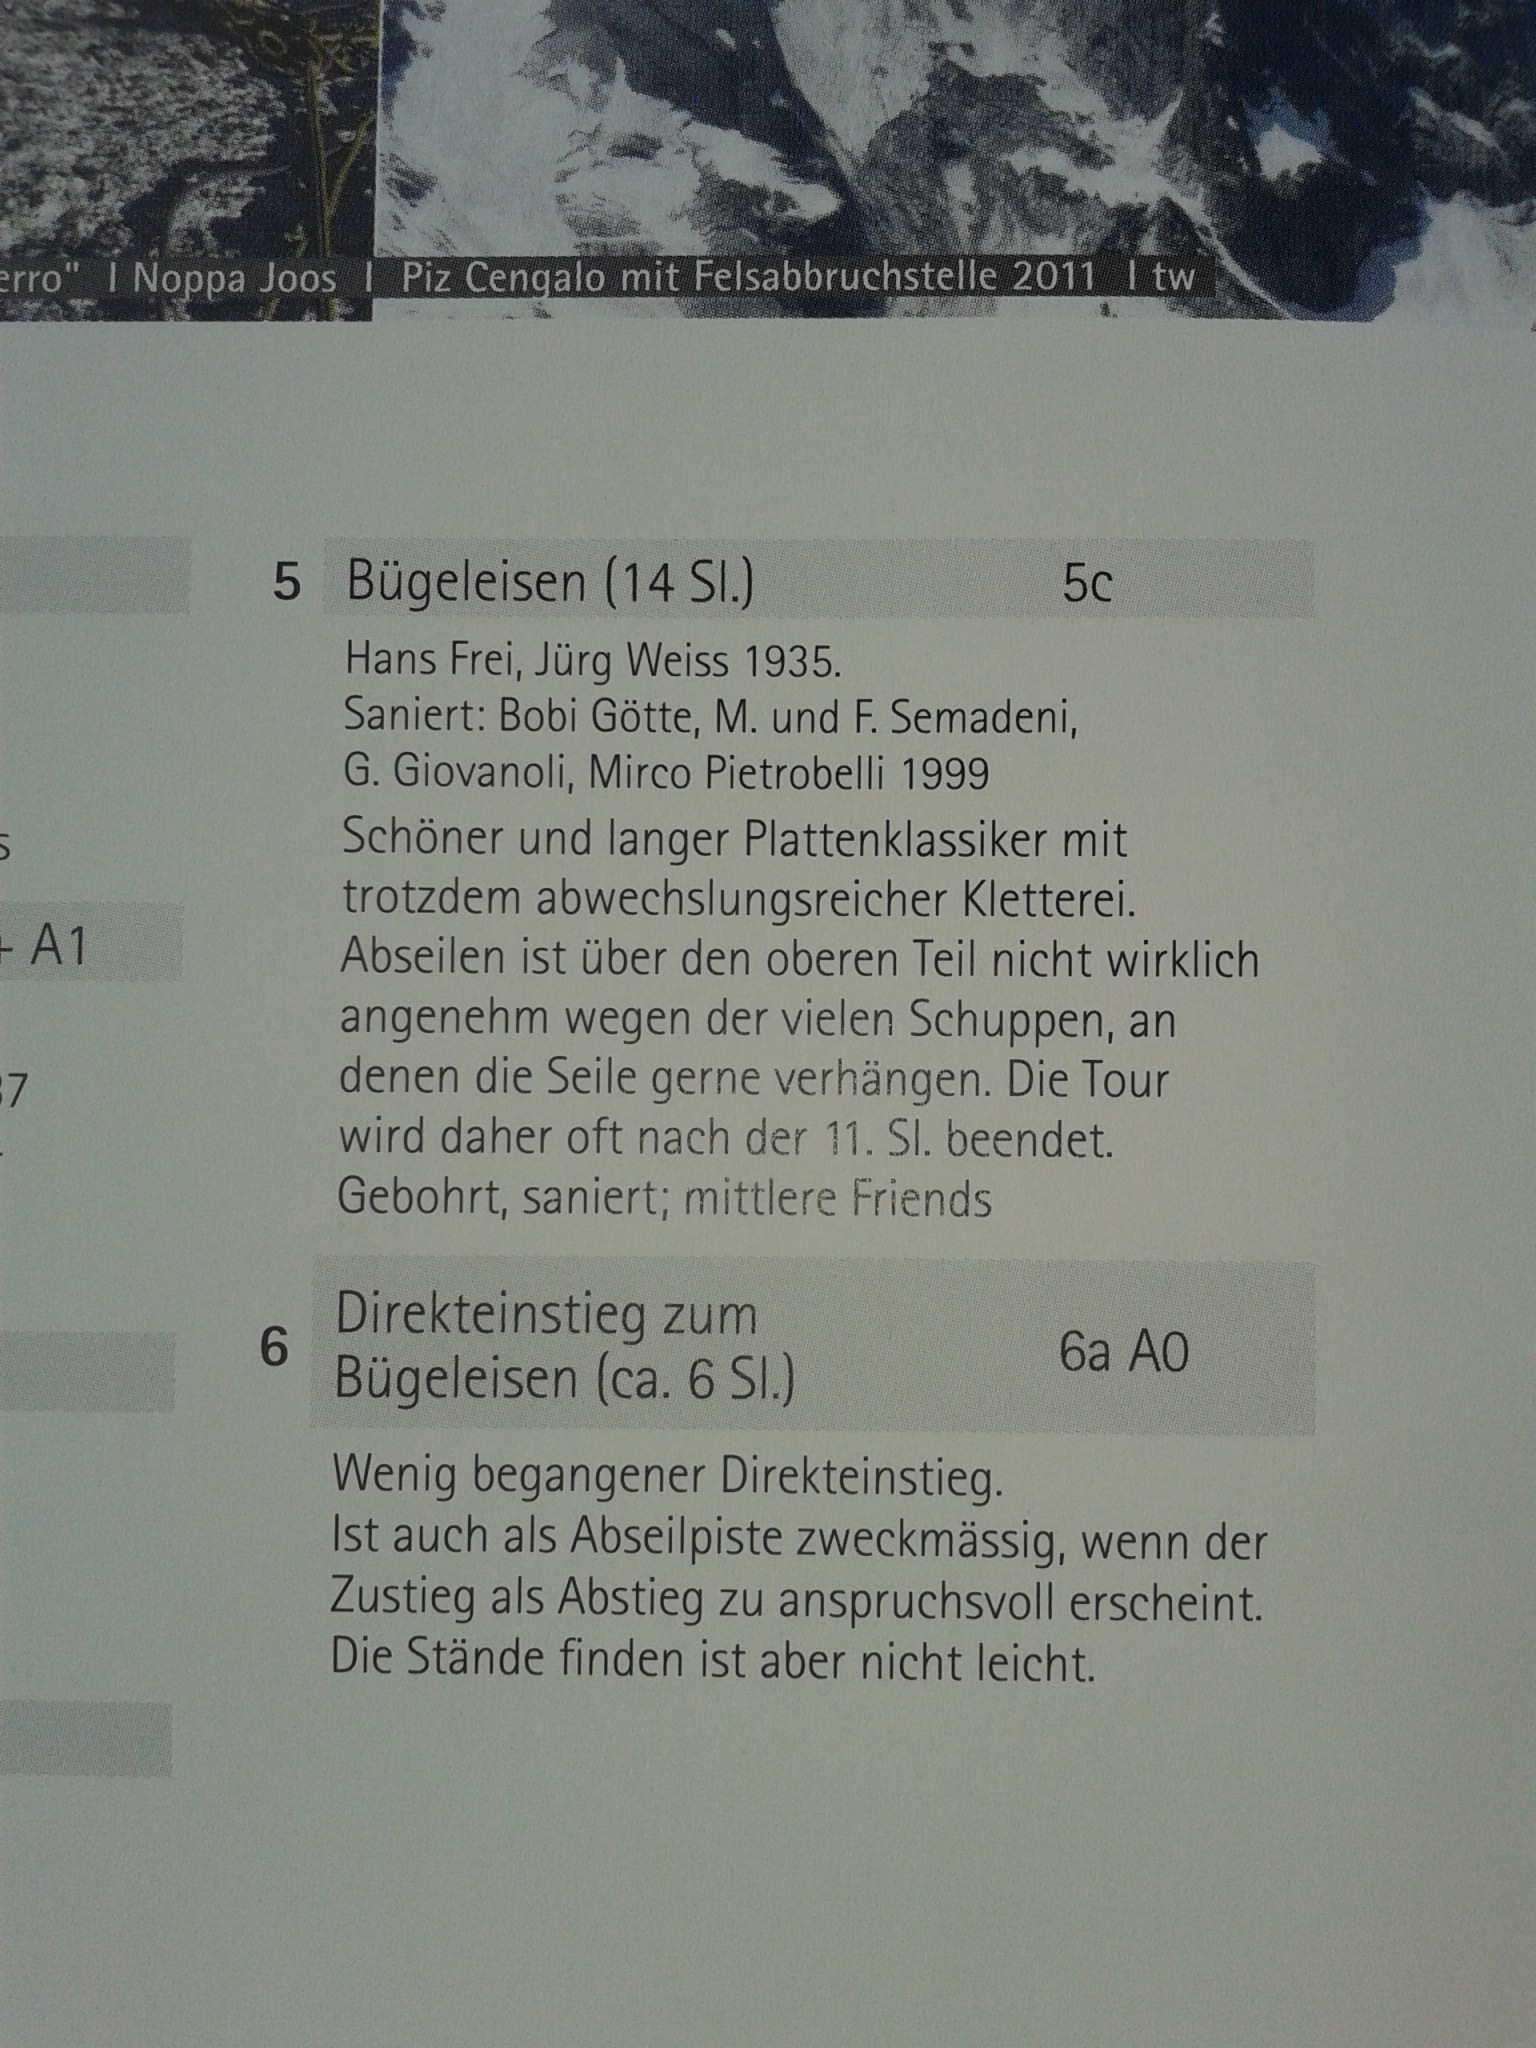 erro" | Noppa Joos | Piz Cengalo mit Felsabbruchstelle 2011 | tw
5 Bügeleisen (14 Sl.) 5c
Hans Frei, Jürg Weiss 1935.
Saniert: Bobi Götte, M. und F. Semadeni,
G. Giovanoli, Mirco Pietrobelli 1999
Schöner und langer Plattenklassiker mit
trotzdem abwechslungsreicher Kletterei.
Abseilen ist über den oberen Teil nicht wirklich
angenehm wegen der vielen Schuppen, an
denen die Seile gerne verhängen. Die Tour
wird daher oft nach der 11. Sl. beendet.
Gebohrt, saniert; mittlere Friends
6 Direkteinstieg zum
Bügeleisen (ca. 6 Sl.) 6a A0
Wenig begangener Direkteinstieg.
Ist auch als Abseilpiste zweckmässig, wenn der
Zustieg als Abstieg zu anspruchsvoll erscheint.
Die Stände finden ist aber nicht leicht.
s
+ A1
37